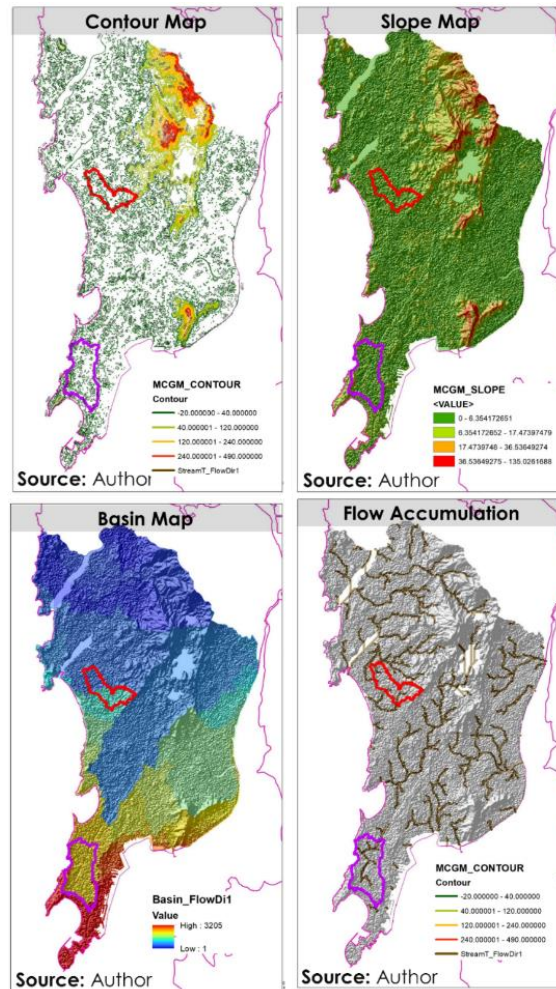 Contour Map
MCGM_CONTOUR
Contour
-20.000000 - 40.000000
40.000001 - 120.000000
120.000001 - 240.000000
240.000001 - 490.000000
StreamT_FlowDir1
Source: Author
Slope Map
MCGM_SLOPE
<VALUE>
0 - 6.354172651
6.354172652 - 17.47397479
17.4739748 - 36.53649274
36.53649275 - 135.0261688
Source: Author
Basin Map
Basin_FlowDi1
Value
High : 3205
Low : 1
Source: Author
Flow Accumulation
MCGM_CONTOUR
Contour
-20.000000 - 40.000000
40.000001 - 120.000000
120.000001 - 240.000000
240.000001 - 490.000000
StreamT_FlowDir1
Source: Author